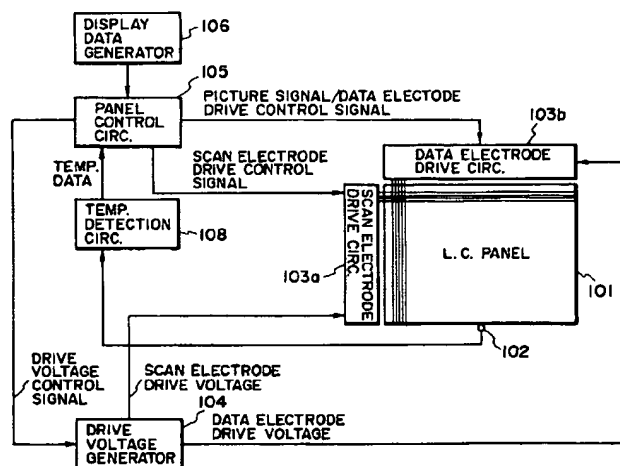 DISPLAY
DATA
GENERATOR
106
105
PANEL
CONTROL
CIRC.
PICTURE SIGNAL/DATA ELECTODE
DRIVE CONTROL SIGNAL
103b
DATA ELECTRODE
DRIVE CIRC.
TEMP.
DATA
SCAN ELECTRODE
DRIVE CONTROL
SIGNAL
TEMP.
DETECTION
CIRC.
108
SCAN ELECTRODE
DRIVE CIRC.
103a
L.C. PANEL
101
102
DRIVE
VOLTAGE
CONTROL
SIGNAL
SCAN ELECTRODE
DRIVE VOLTAGE
104
DRIVE
VOLTAGE
GENERATOR
DATA ELECTRODE
DRIVE VOLTAGE